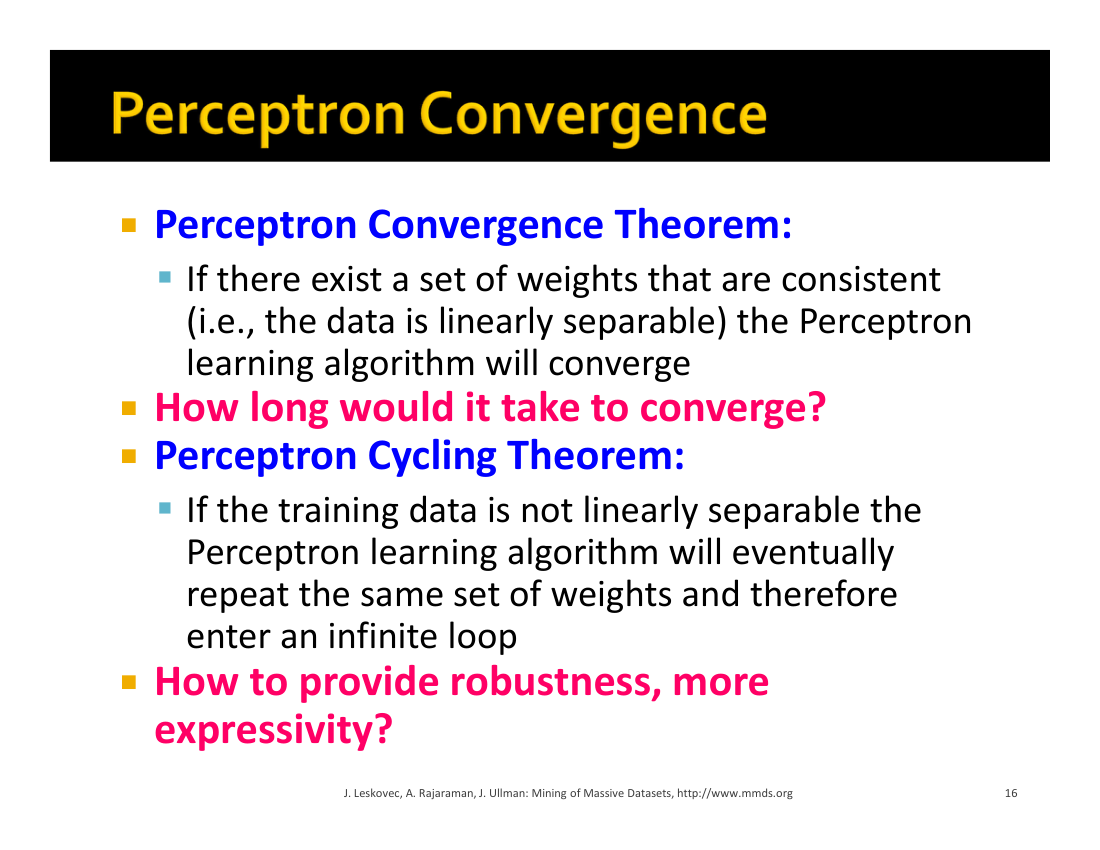 Perceptron Convergence
Perceptron Convergence Theorem:
If there exist a set of weights that are consistent
(i.e., the data is linearly separable) the Perceptron
learning algorithm will converge
How long would it take to converge?
Perceptron Cycling Theorem:
If the training data is not linearly separable the
Perceptron learning algorithm will eventually
repeat the same set of weights and therefore
enter an infinite loop
How to provide robustness, more
expressivity?
J. Leskovec, A. Rajaraman, J. Ullman: Mining of Massive Datasets, http://www.mmds.org
16